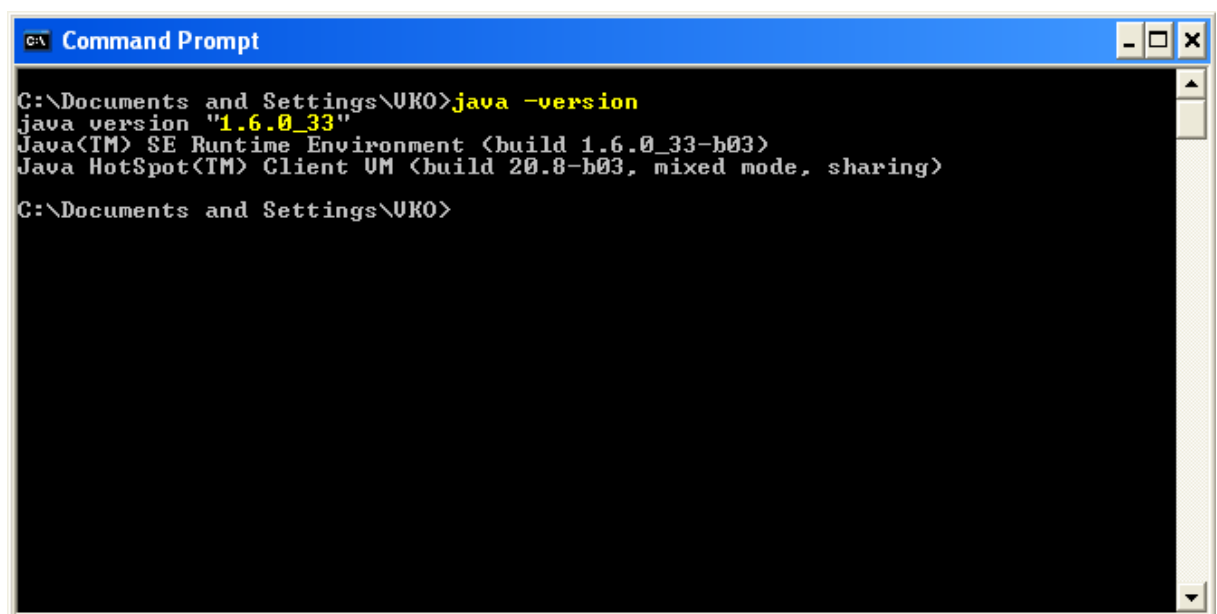 C:\ Command Prompt
C:\Documents and Settings\VKO>java -version
java version "1.6.0_33"
Java(TM) SE Runtime Environment (build 1.6.0_33-b03)
Java HotSpot(TM) Client VM (build 20.8-b03, mixed mode, sharing)
C:\Documents and Settings\VKO>